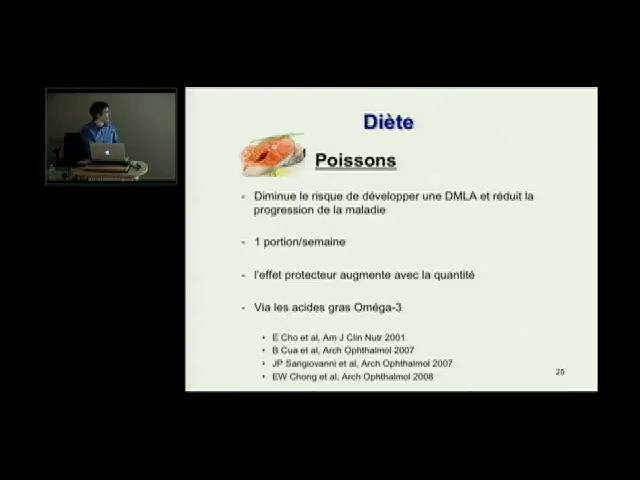 Diète
Poissons
- Diminue le risque de développer une DMLA et réduit la
progression de la maladie
- 1 portion/semaine
- l'effet protecteur augmente avec la quantité
- Via les acides gras Oméga-3
• E Cho et al, Am J Clin Nutr 2001
• B Cua et al, Arch Ophthalmol 2007
• JP Sangiovanni et al, Arch Ophthalmol 2007
• EW Chong et al, Arch Ophthalmol 2008
25